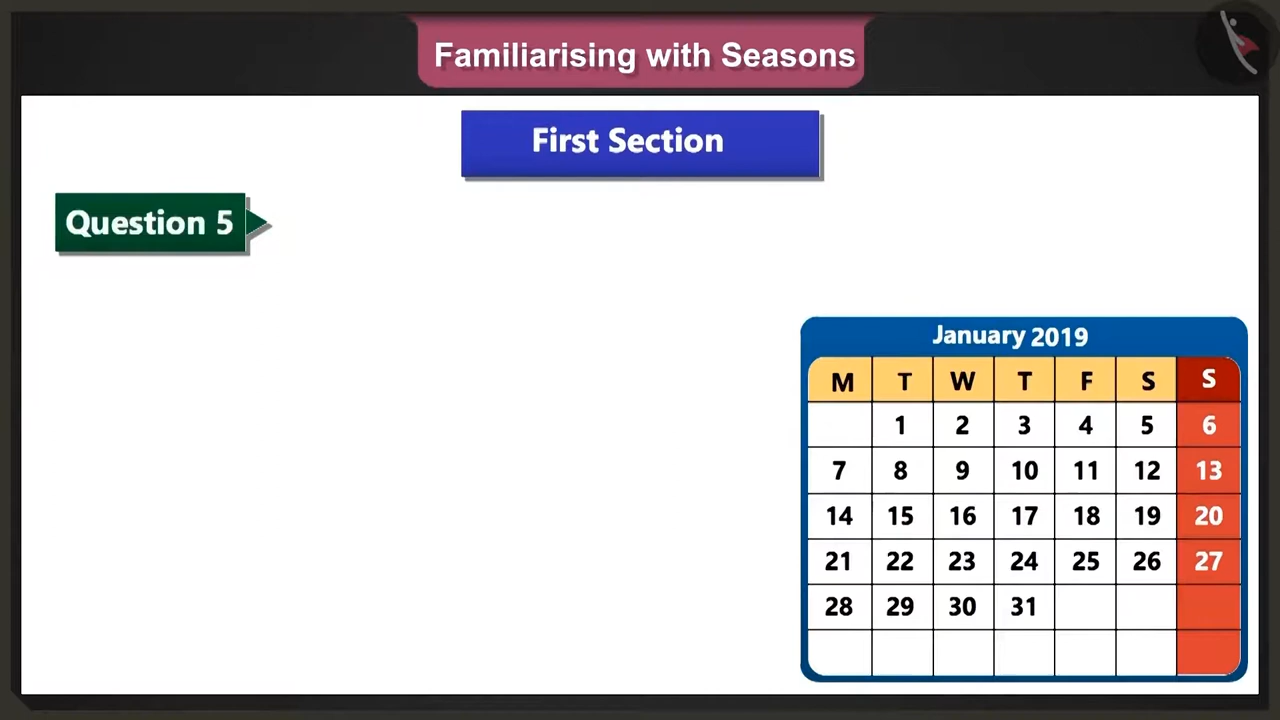 Familiarising with Seasons
First Section
Question 5
January 2019
M T W T F S S
1 2 3 4 5 6
7 8 9 10 11 12 13
14 15 16 17 18 19 20
21 22 23 24 25 26 27
28 29 30 31